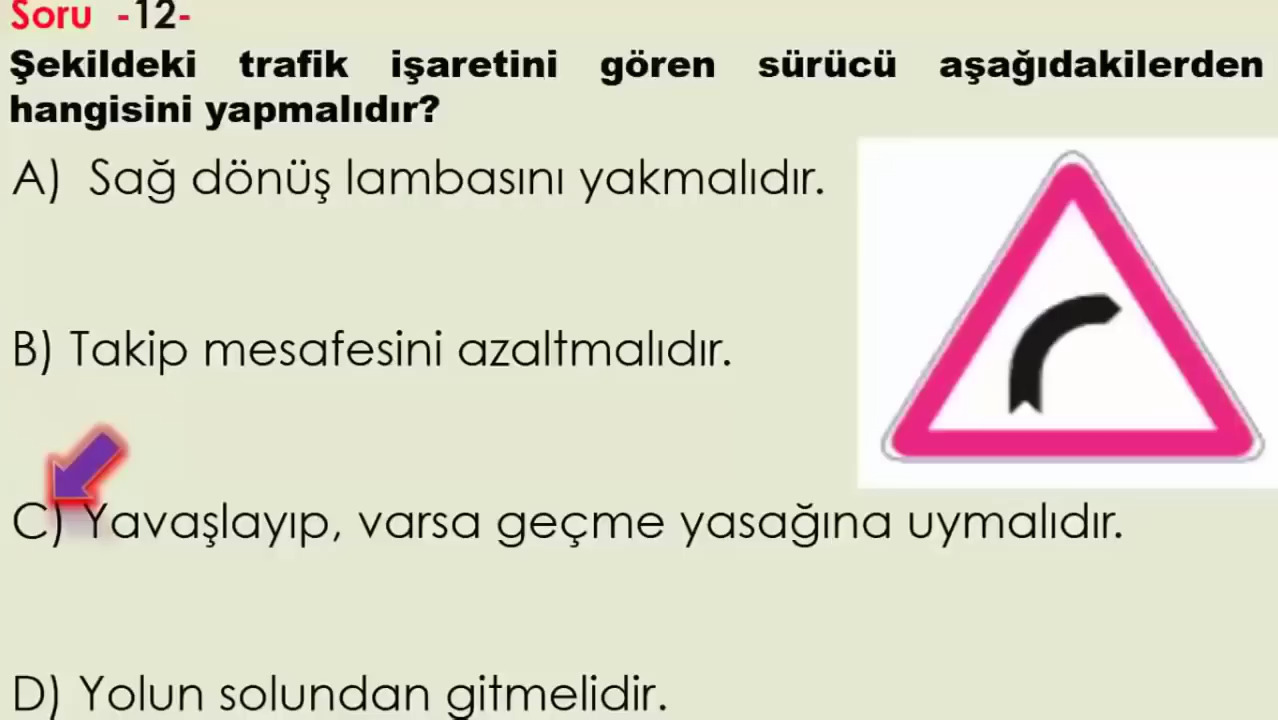 Soru -12-
Şekildeki trafik işaretini gören sürücü aşağıdakilerden
hangisini yapmalıdır?
A) Sağ dönüş lambasını yakmalıdır.
B) Takip mesafesini azaltmalıdır.
C) Yavaşlayıp, varsa geçme yasağına uymalıdır.
D) Yolun solundan gitmelidir.